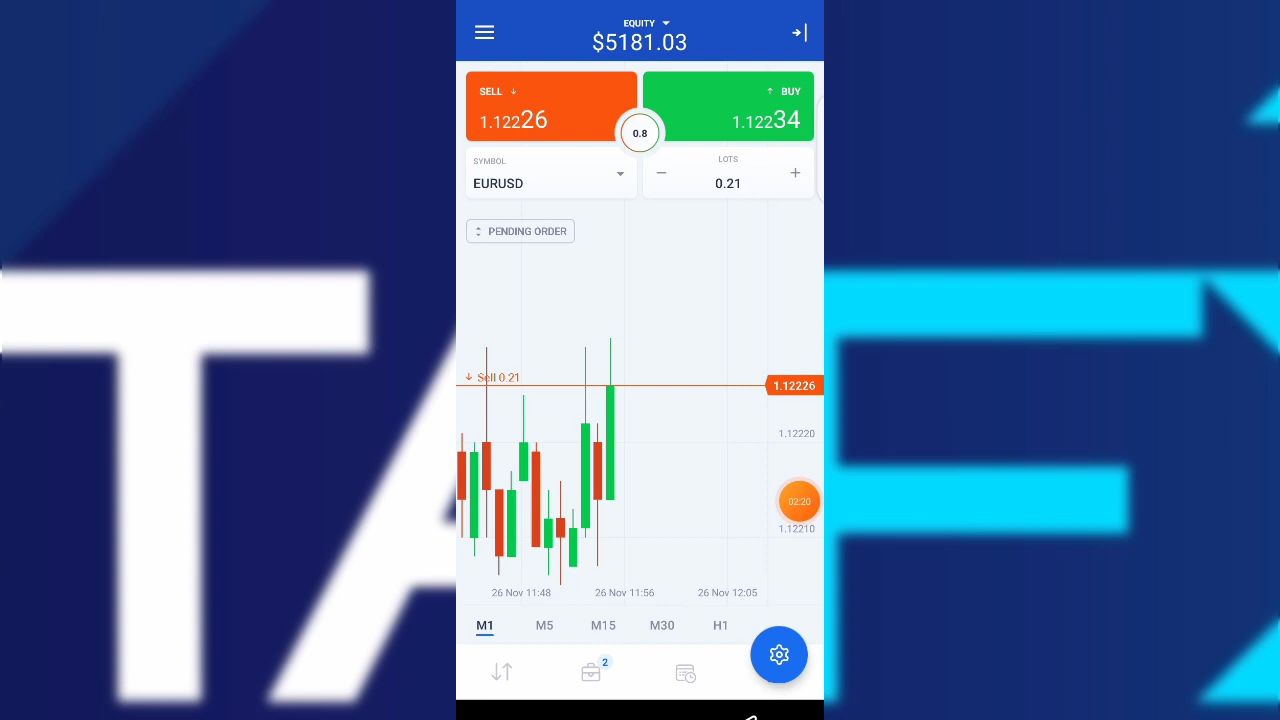 EQUITY
$5181.03
SELL
BUY
1.12226
1.12234
0.8
SYMBOL
LOTS
EURUSD
0.21
PENDING ORDER
Sell 0.21
1.12226
1.12220
02:20
1.12210
26 Nov 11:48
26 Nov 11:56
26 Nov 12:05
M1
M5
M15
M30
H1
2